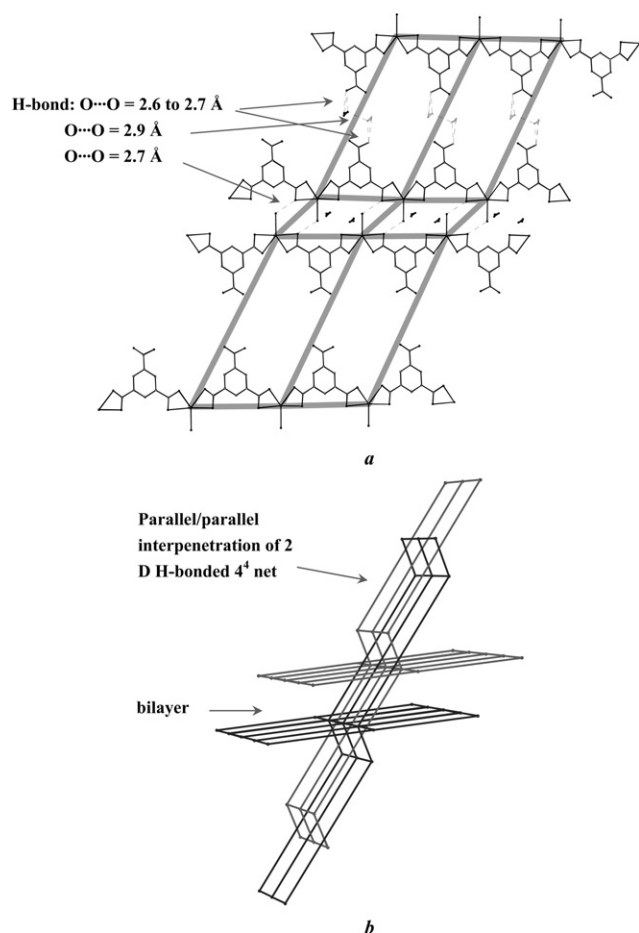 H-bond: O···O = 2.6 to 2.7 Å
O···O = 2.9 Å
O···O = 2.7 Å
a
Parallel/parallel
interpenetration of 2
D H-bonded 4⁴ net
bilayer
b